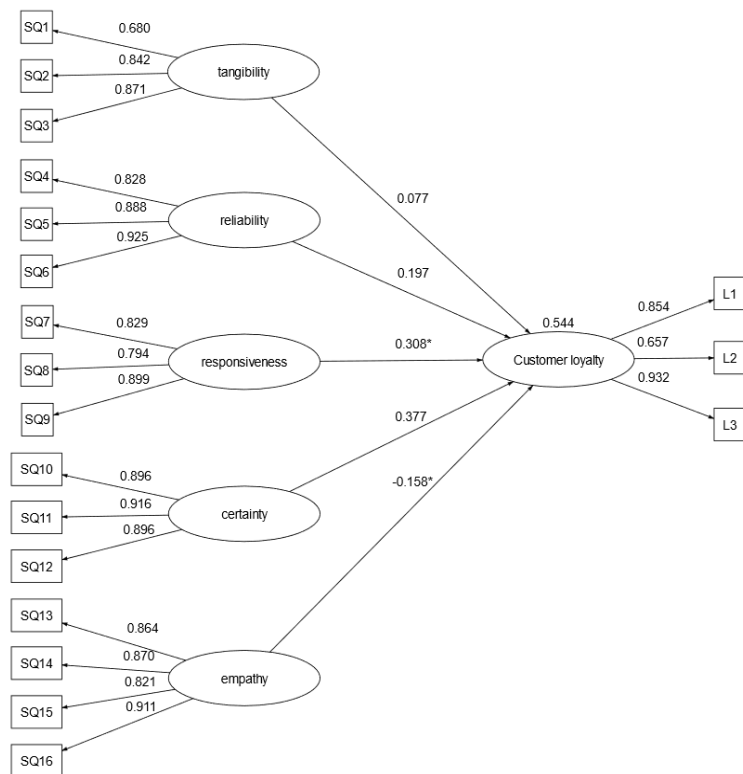 SQ1
0.680
SQ2
0.842
tangibility
SQ3
0.871
SQ4
0.828
SQ5
0.888
reliability
SQ6
0.925
SQ7
0.829
SQ8
0.794
responsiveness
SQ9
0.899
SQ10
0.896
SQ11
0.916
certainty
SQ12
0.896
SQ13
0.864
SQ14
0.870
empathy
SQ15
0.821
SQ16
0.911
0.077
0.197
0.308*
0.377
-0.158*
0.544
Customer loyalty
0.854
L1
0.657
L2
0.932
L3